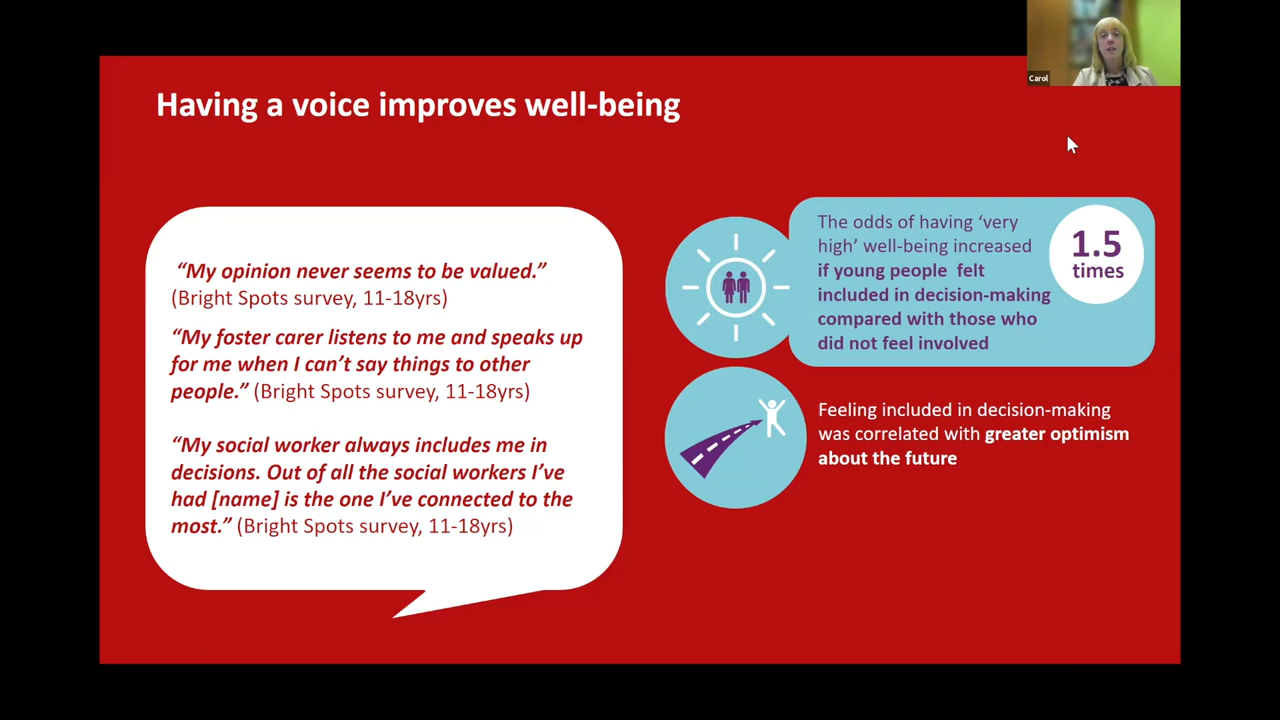 Carol
Having a voice improves well-being
“My opinion never seems to be valued.”
(Bright Spots survey, 11-18yrs)
“My foster carer listens to me and speaks up
for me when I can’t say things to other
people.” (Bright Spots survey, 11-18yrs)
“My social worker always includes me in
decisions. Out of all the social workers I’ve
had [name] is the one I’ve connected to the
most.” (Bright Spots survey, 11-18yrs)
The odds of having ‘very
high’ well-being increased
if young people felt
included in decision-making
compared with those who
did not feel involved
1.5
times
Feeling included in decision-making
was correlated with greater optimism
about the future